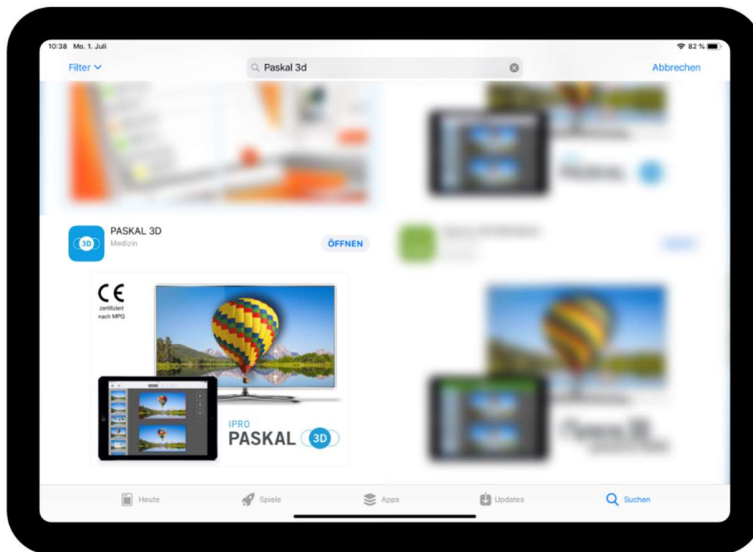 10:38 Mo. 1. Juli
82 %
Filter
Paskal 3d
Abbrechen
PASKAL 3D
Medizin
3D
ÖFFNEN
CE
zertifiziert
nach MPG
IPRO
PASKAL 3D
Heute
Spiele
Apps
Updates
Suchen